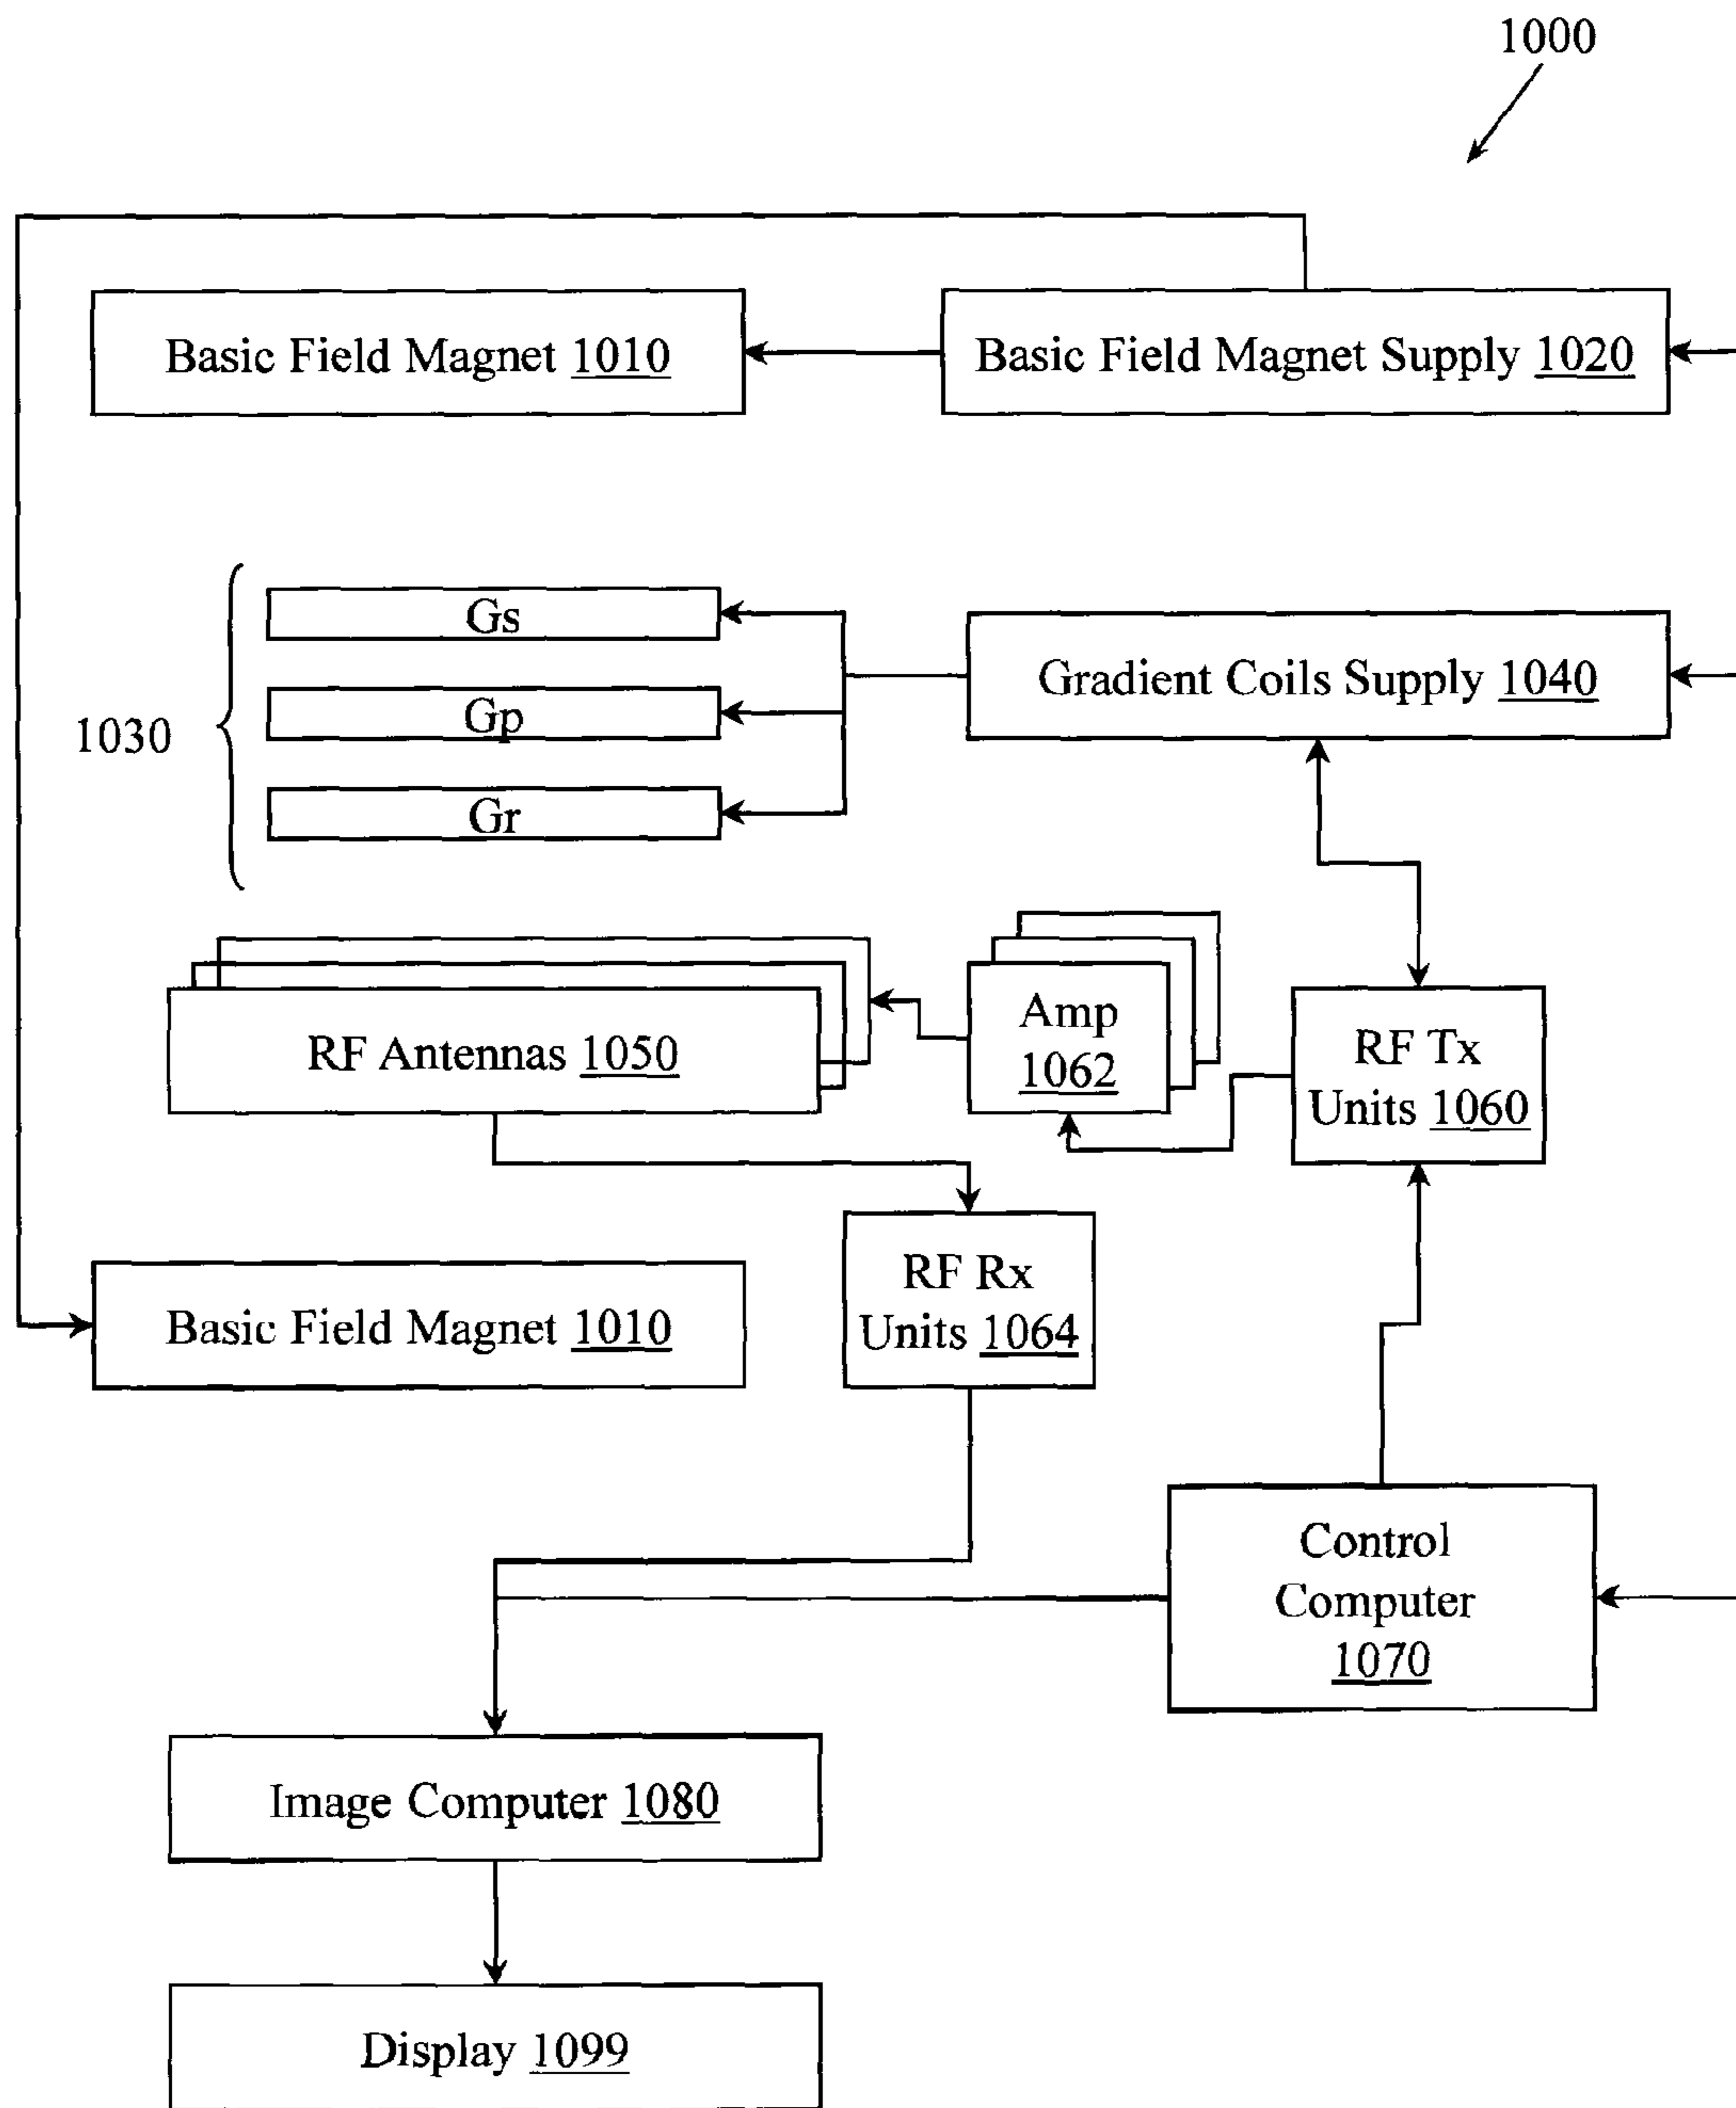 1000
Basic Field Magnet 1010
Basic Field Magnet Supply 1020
Gs
Gradient Coils Supply 1040
1030
Gp
Gr
RF Antennas 1050
Amp
1062
RF Tx
Units 1060
Basic Field Magnet 1010
RF Rx
Units 1064
Control
Computer
1070
Image Computer 1080
Display 1099